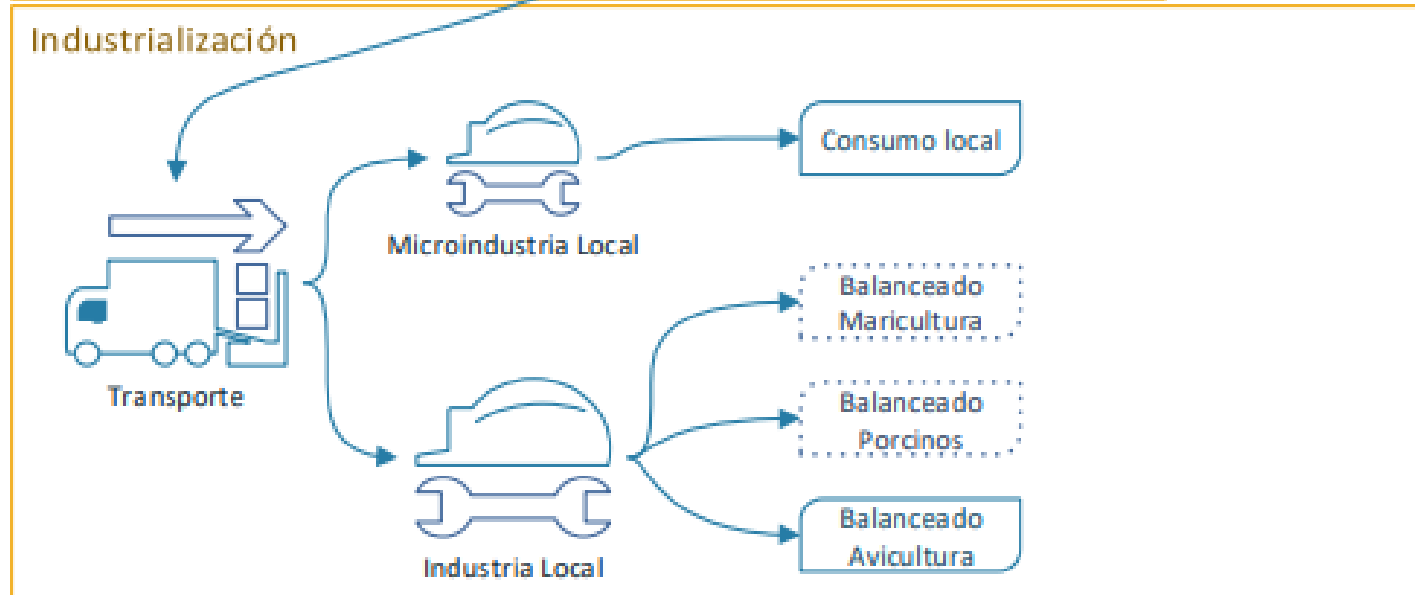 Industrialización
Consumo local
Microindustria Local
Balanceado
Maricultura
Transporte
Balanceado
Porcinos
Balanceado
Avicultura
Industria Local